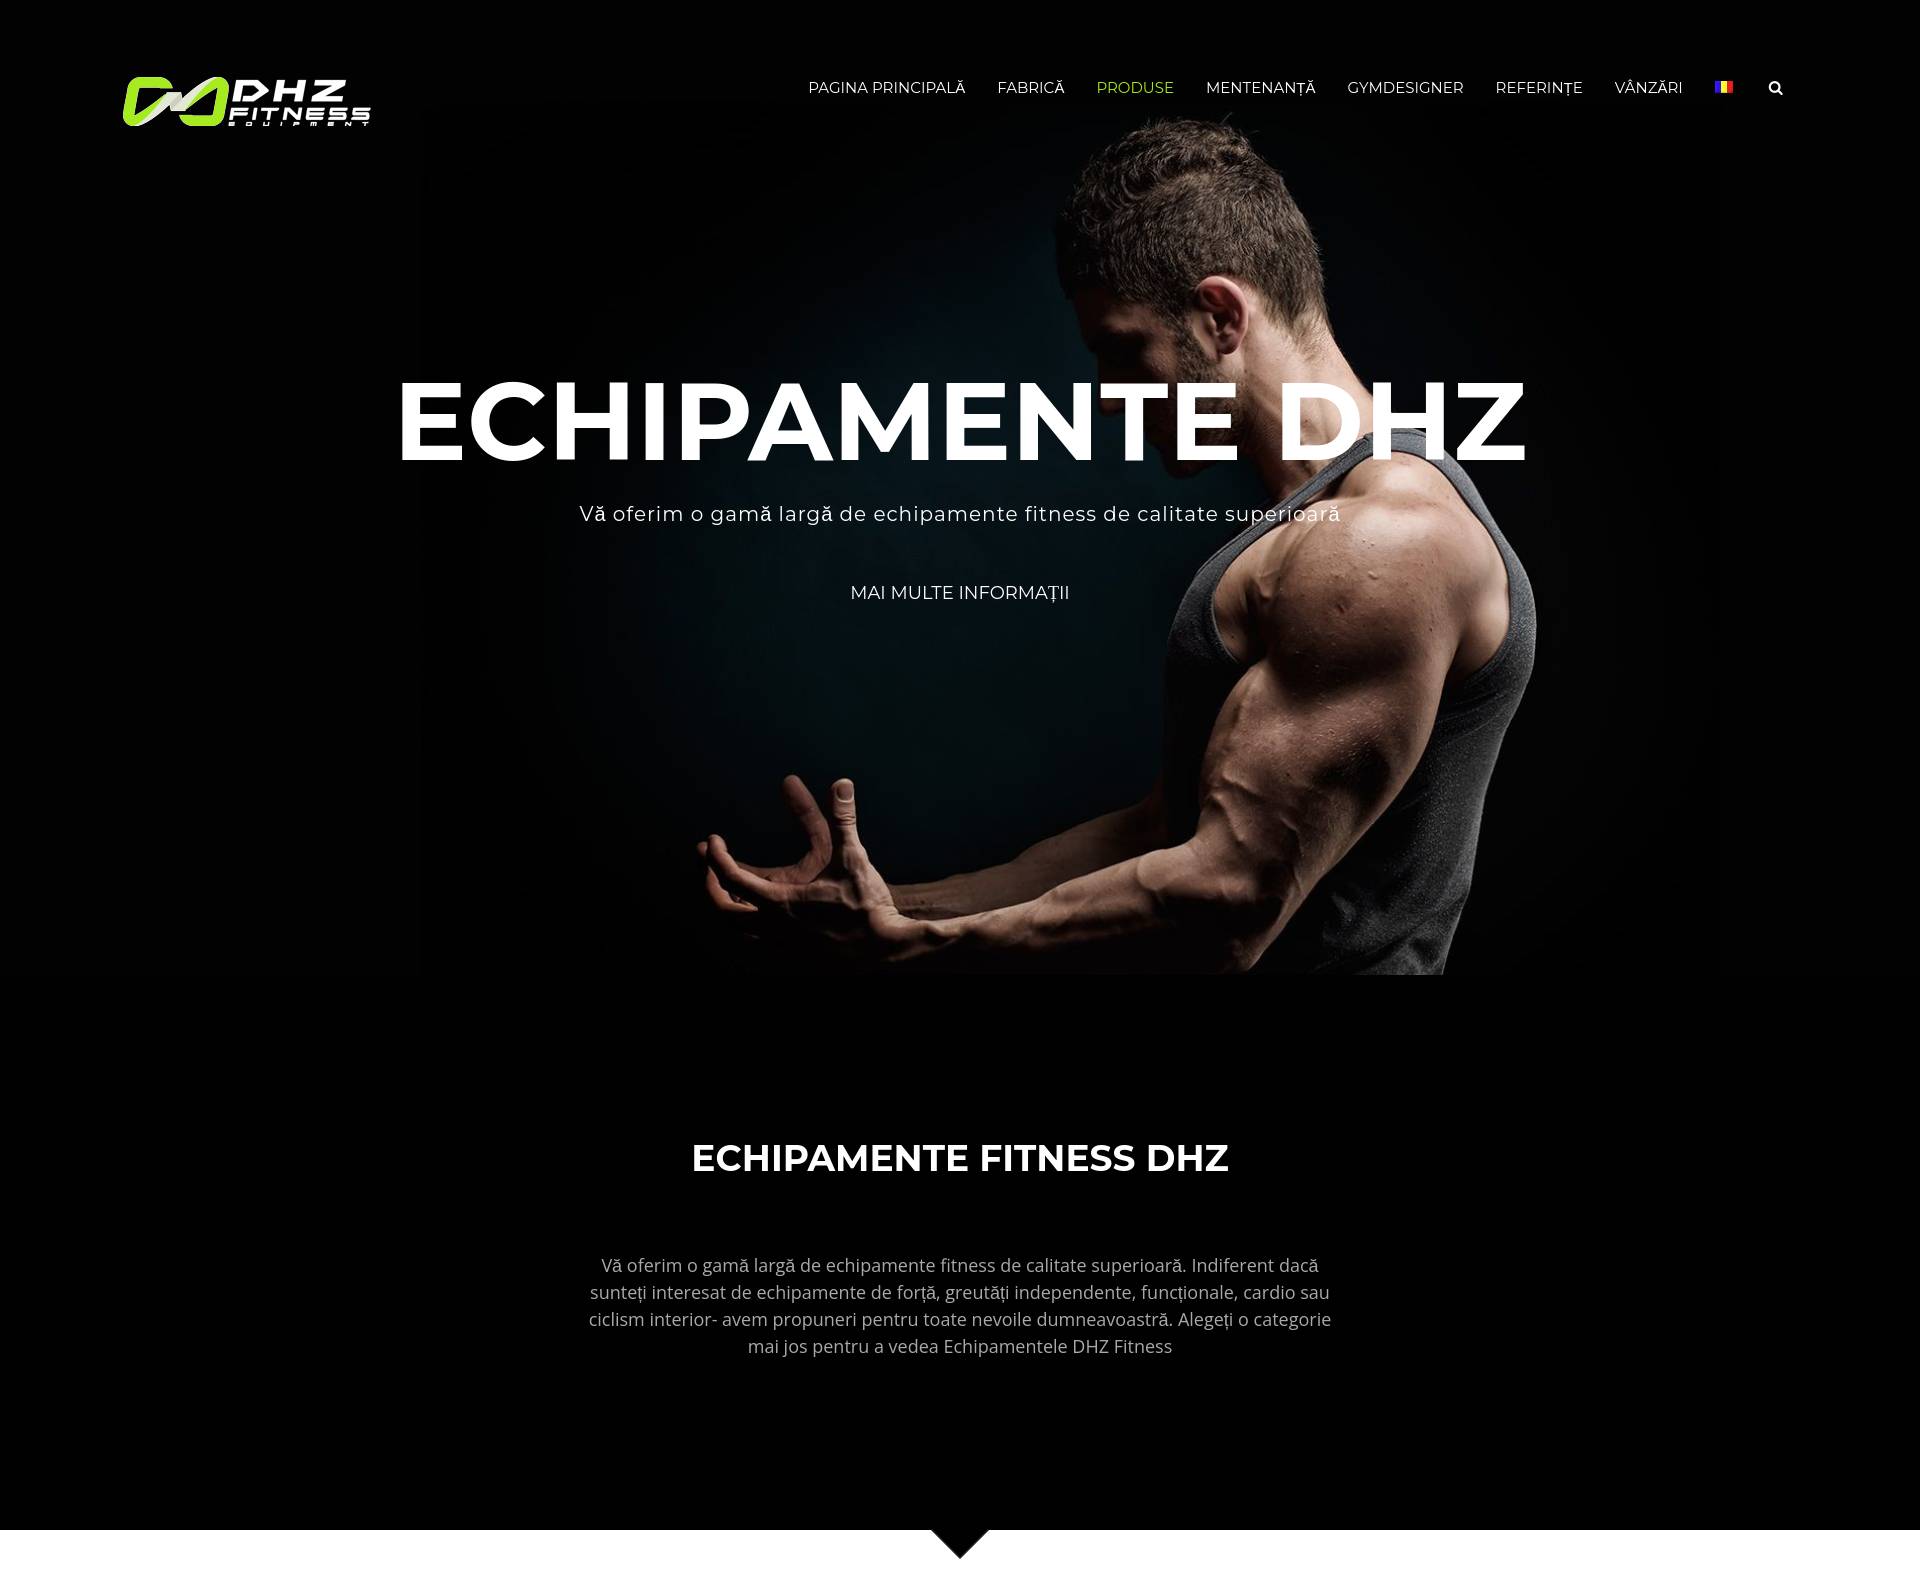 DHZ
FITNESS
EQUIPMENT
PAGINA PRINCIPALĂ FABRICĂ PRODUSE MENTENANȚĂ GYMDESIGNER REFERINȚE VÂNZĂRI
ECHIPAMENTE DHZ
Vă oferim o gamă largă de echipamente fitness de calitate superioară
MAI MULTE INFORMAȚII
ECHIPAMENTE FITNESS DHZ
Vă oferim o gamă largă de echipamente fitness de calitate superioară. Indiferent dacă
sunteți interesat de echipamente de forță, greutăți independente, funcționale, cardio sau
ciclism interior- avem propuneri pentru toate nevoile dumneavoastră. Alegeți o categorie
mai jos pentru a vedea Echipamentele DHZ Fitness